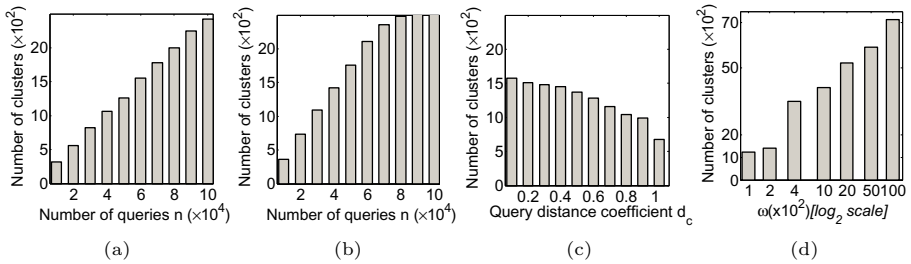 Number of clusters (×10²)
20
15
10
5
0
2 4 6 8 10
Number of queries n (×10⁴)
(a)
Number of clusters (×10²)
20
15
10
5
0
2 4 6 8 10
Number of queries n (×10⁴)
(b)
Number of clusters (×10²)
20
15
10
5
0
0.2 0.4 0.6 0.8 1
Query distance coefficient d_c
(c)
Number of clusters (×10²)
70
50
20
10
0
1 2 4 10 20 50 100
ω(x10²)[log₂ scale]
(d)